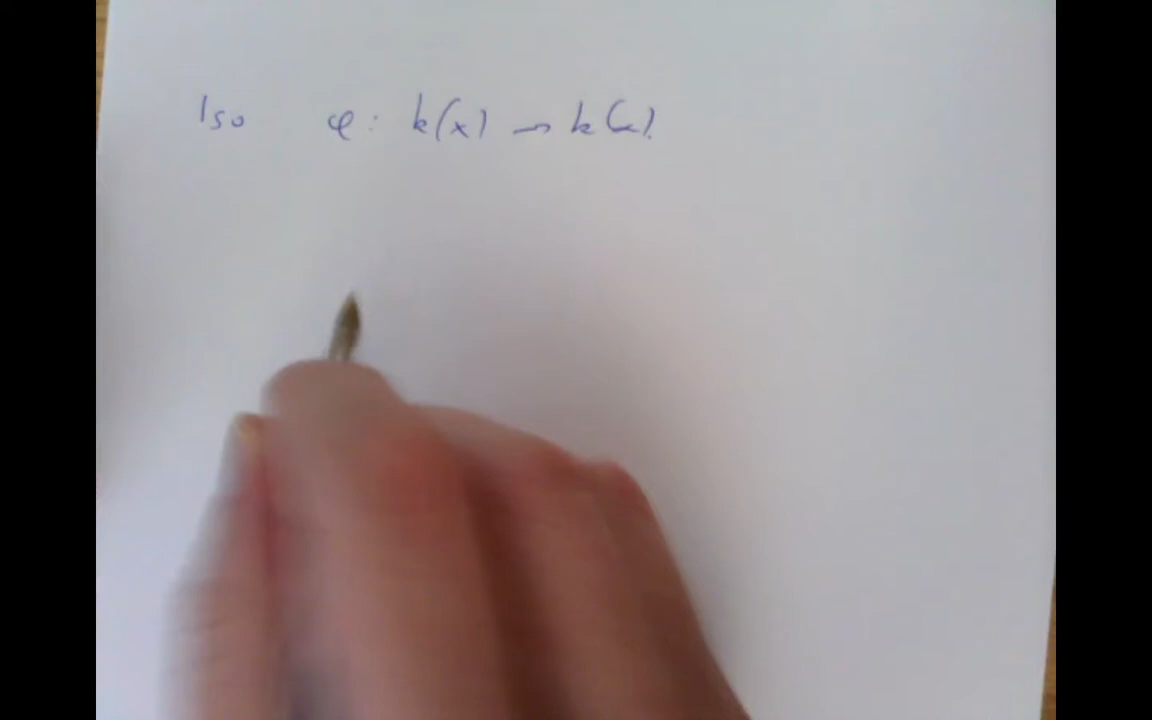 Iso φ: k(x) → k(x)